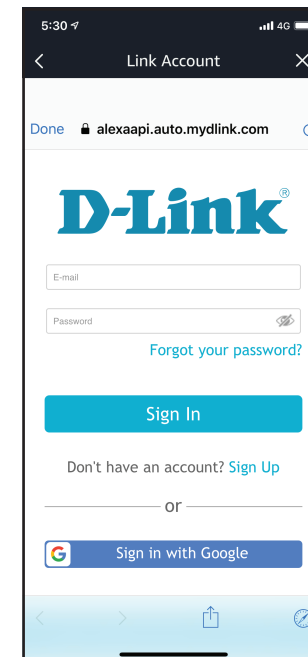 5:30 4G
Link Account
Done alexaapi.auto.mydlink.com
D-Link®
E-mail
Password
Forgot your password?
Sign In
Don't have an account? Sign Up
or
G Sign in with Google